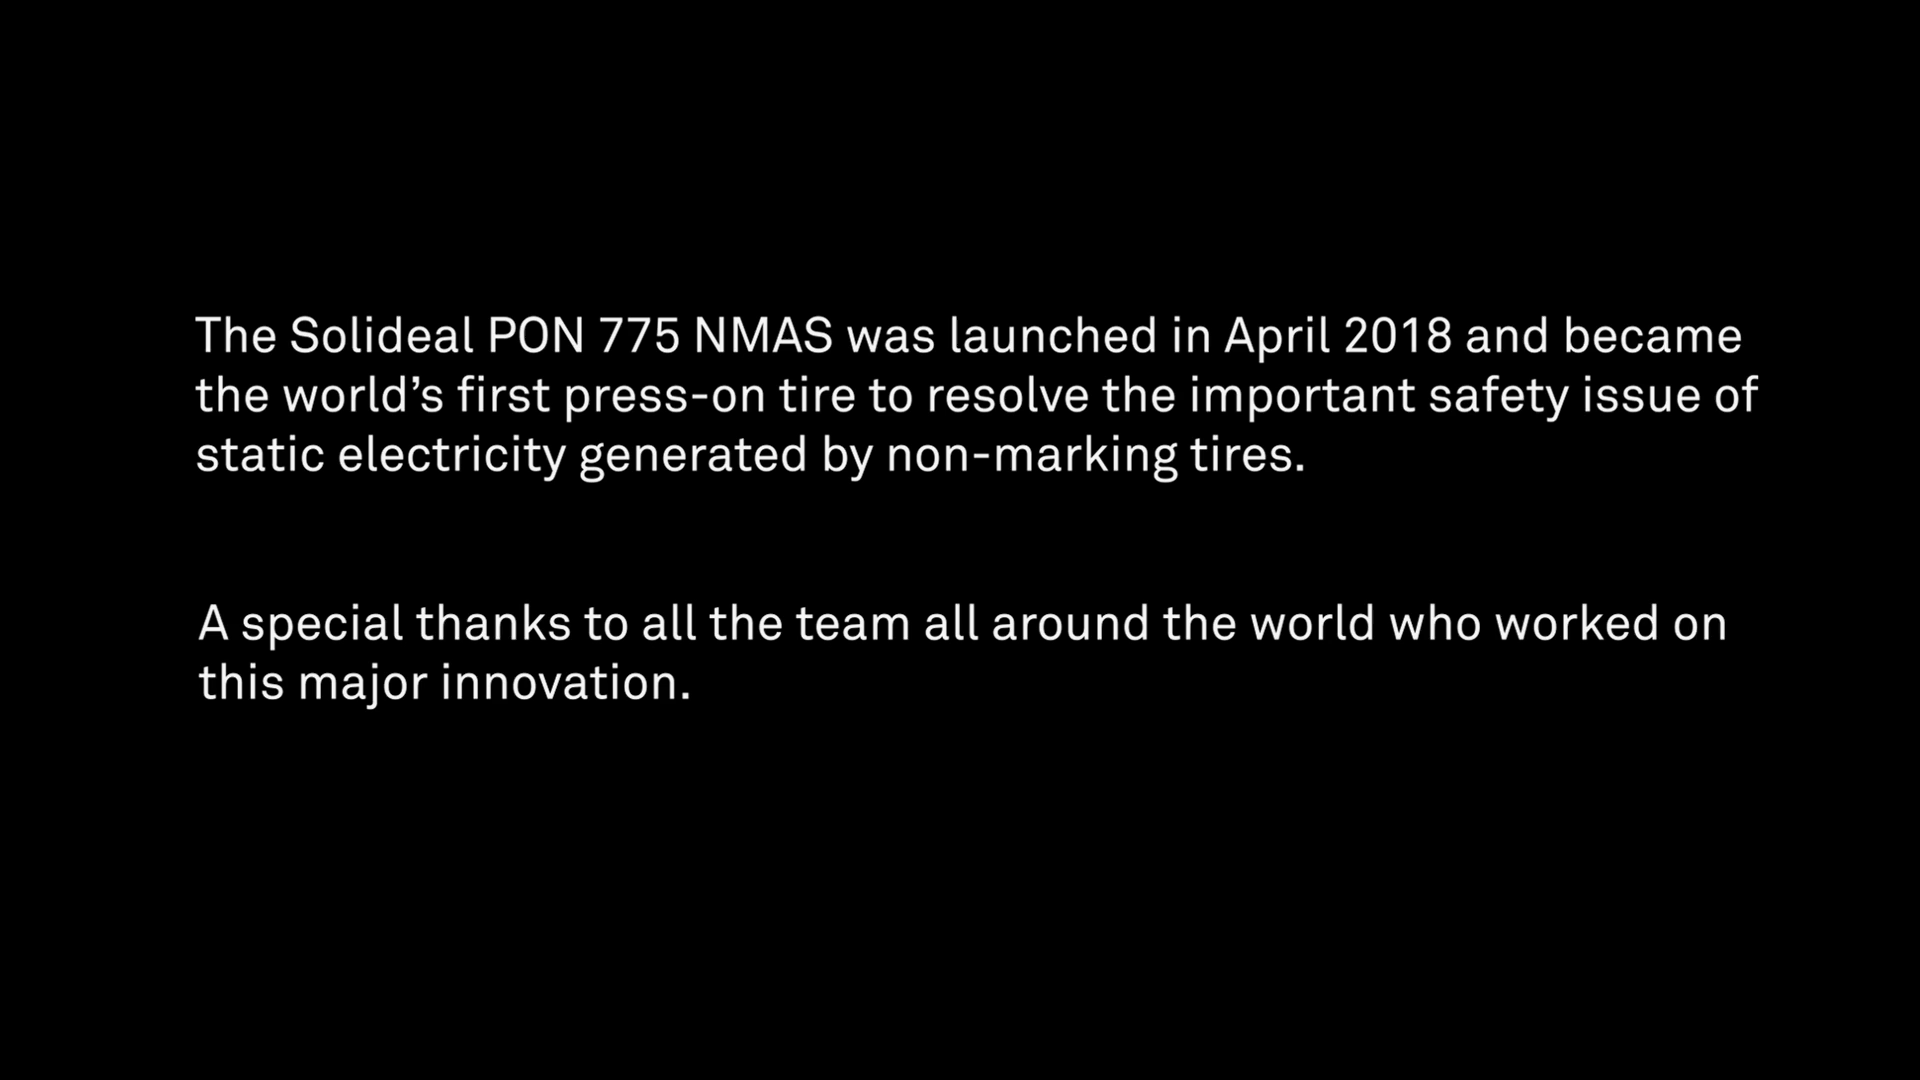 The Solideal PON 775 NMAS was launched in April 2018 and became
the world’s first press-on tire to resolve the important safety issue of
static electricity generated by non-marking tires.
A special thanks to all the team all around the world who worked on
this major innovation.